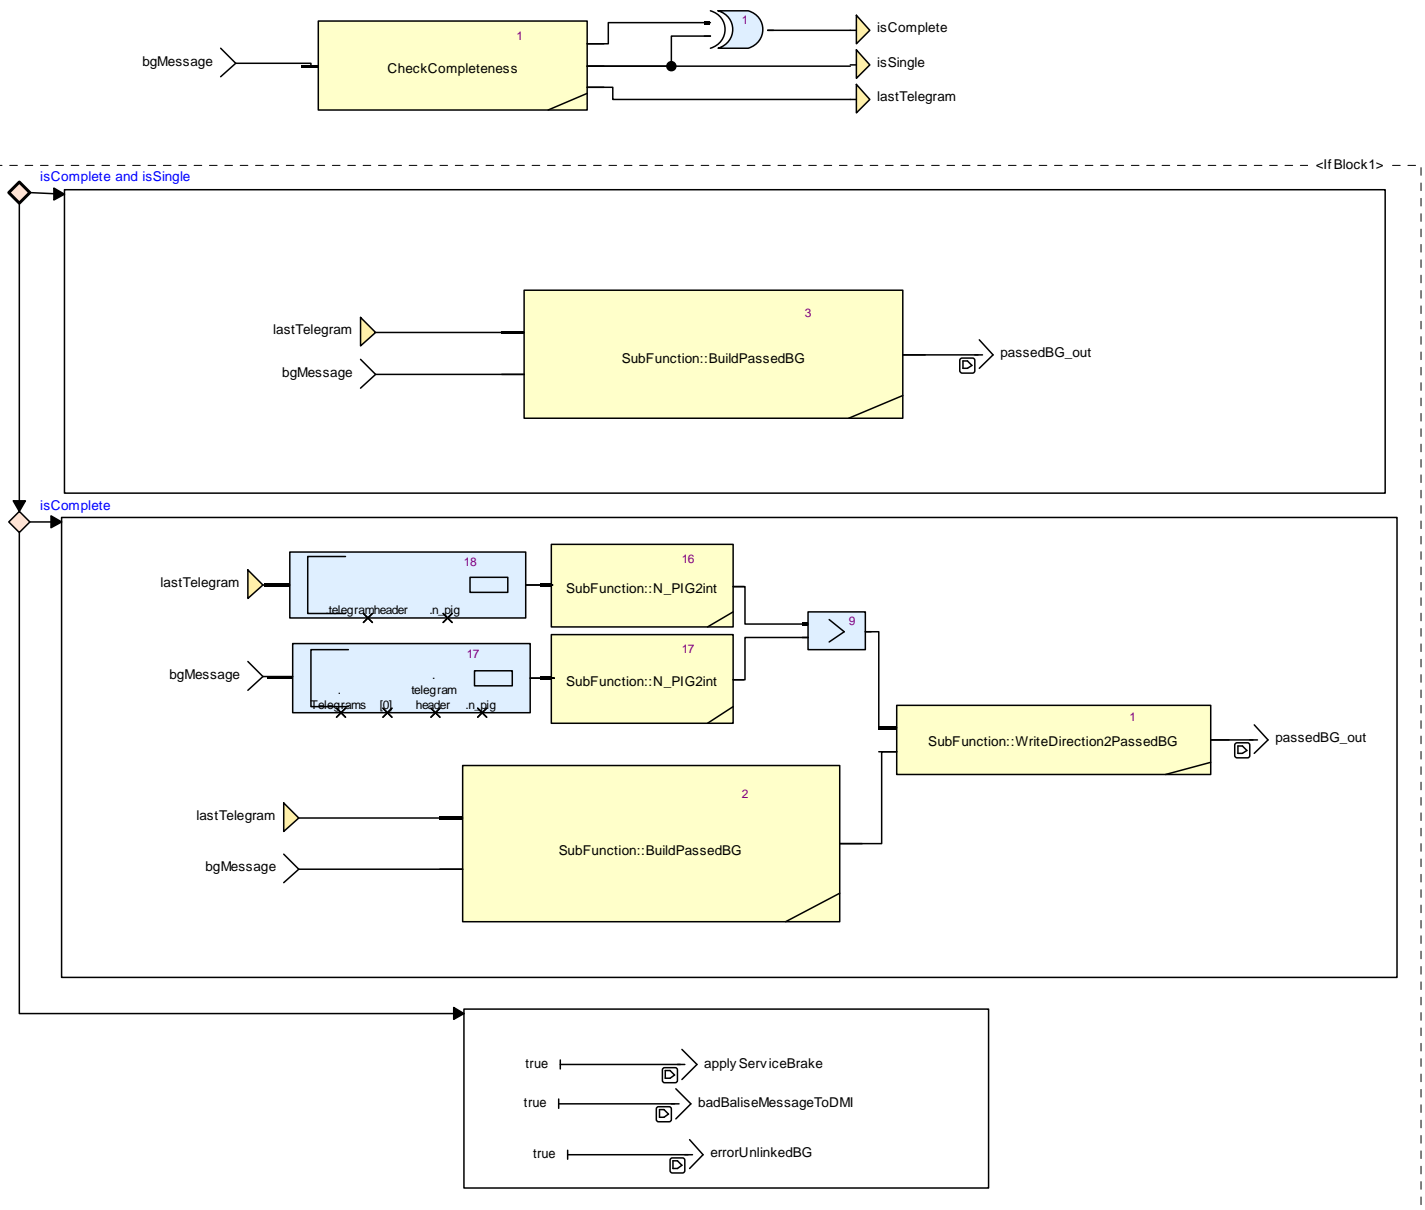 1
1
isComplete
bgMessage
CheckCompleteness
isSingle
lastTelegram
<IfBlock1>
isComplete and isSingle
3
lastTelegram
SubFunction::BuildPassedBG
passedBG_out
bgMessage
isComplete
18
16
lastTelegram
SubFunction::N_PIG2int
telegramheader .n_pig
9
17
17
bgMessage
SubFunction::N_PIG2int
. .
telegram
Telegrams [0] header .n_pig
1
SubFunction::WriteDirection2PassedBG
passedBG_out
2
lastTelegram
SubFunction::BuildPassedBG
bgMessage
true applyServiceBrake
true badBaliseMessageToDMI
true errorUnlinkedBG